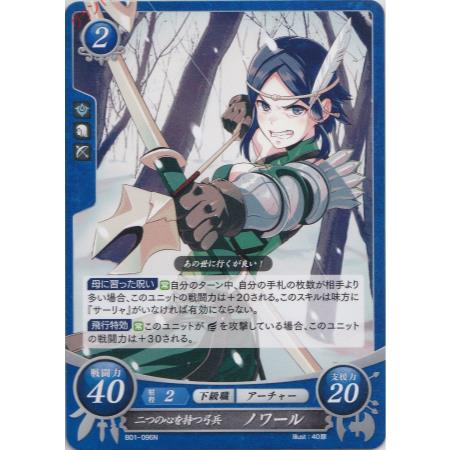 2
あの世に行くが良い！
母に習った呪い 常 自分のターン中、自分の手札の枚数が相手より
多い場合、このユニットの戦闘力は＋20される。このスキルは味方に
『サーリャ』がいなければ有効にならない。
飛行特効 常 このユニットが を攻撃している場合、このユニット
の戦闘力は＋30される。
戦闘力
40
射程 2
下級職
アーチャー
支援力
20
二つの心を持つ弓兵 ノワール
B01-096N
Illust：40原